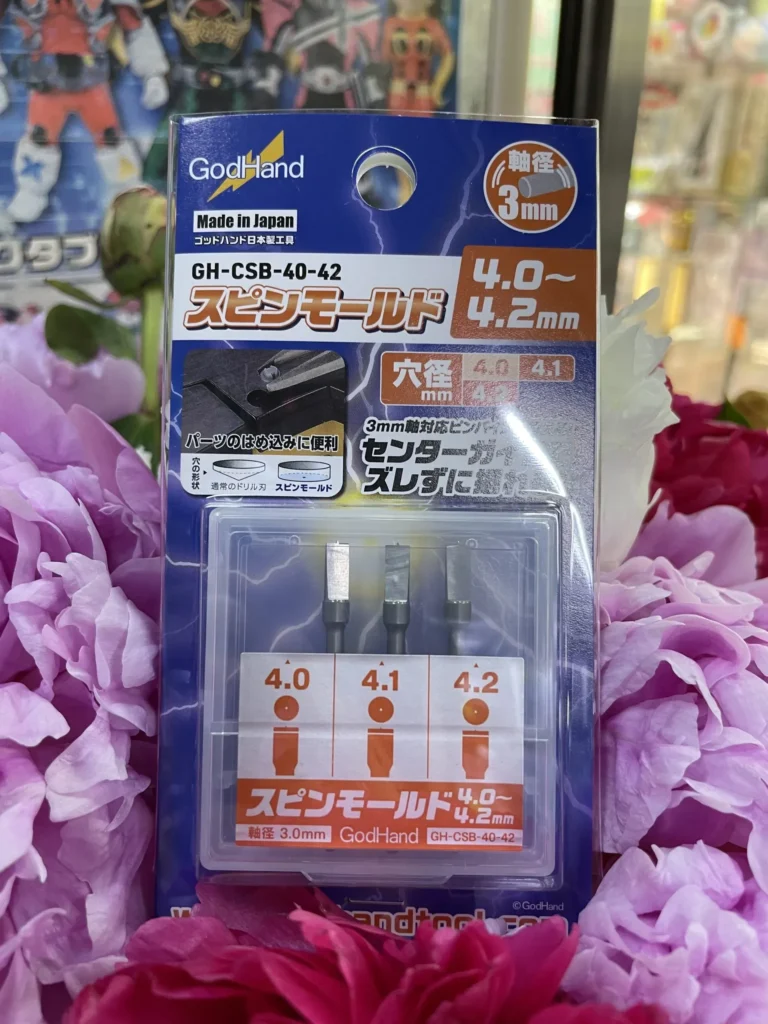 クタブ
GodHand
軸径
3mm
Made in Japan
ゴッドハンド日本製工具
GH-CSB-40-42
スピンモールド
4.0～
4.2mm
穴径
mm
4.0
4.1
4.2
パーツのはめ込みに便利
穴の形状
通常のドリル刃
スピンモールド
3mm軸対応ピンバイ
センターガイ
ズレずに
4.0
4.1
4.2
スピンモールド
4.0～
4.2mm
軸径 3.0mm
GodHand
GH-CSB-40-42
©GodHand